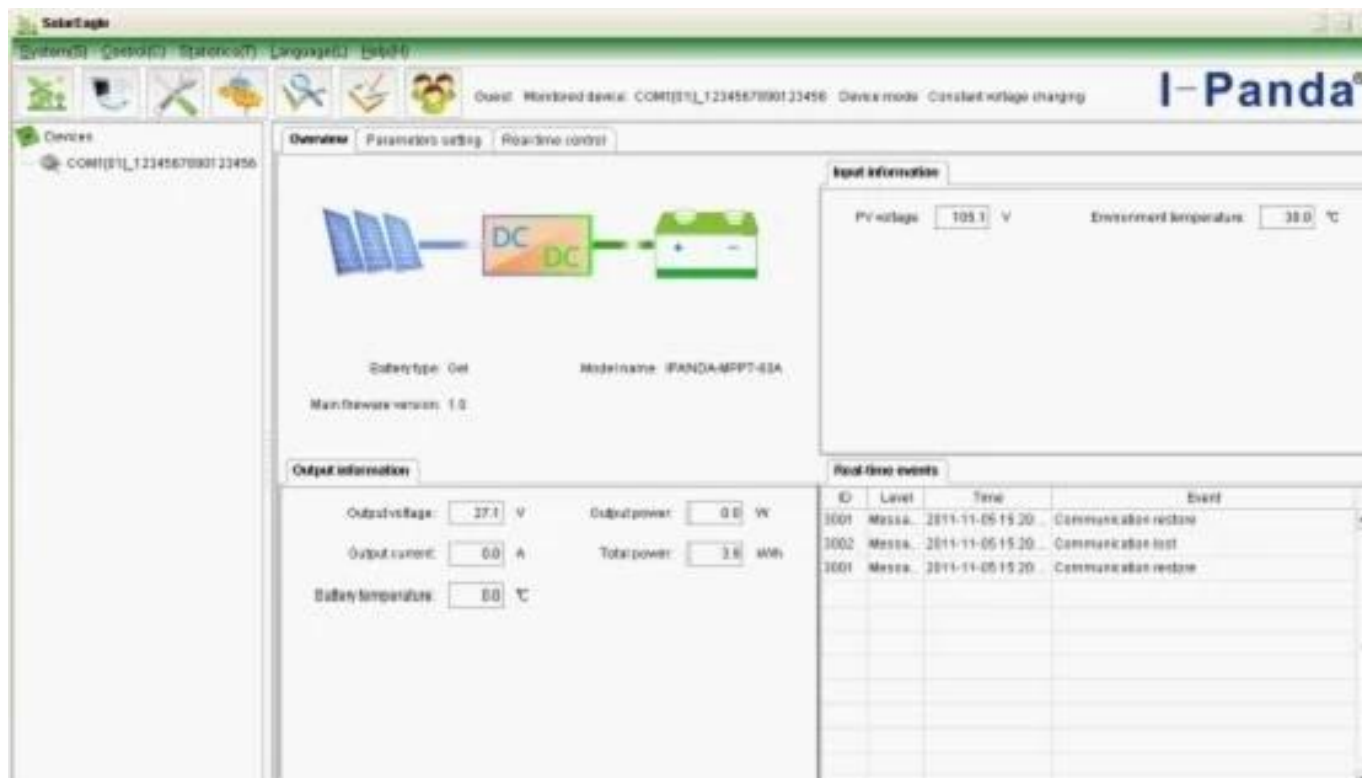 SolarEagle
System(S) Control(C) Statistics(T) Language(L) Help(H)
Guest Monitored device: COM1[01]_1234567890123456 Device mode Constant voltage charging
I-Panda®
Devices
COM1[01]_1234567890123456
Overview Parameters setting Real-time control
DC
DC
+ -
Battery type: Gel Model name: IPANDA-MPPT-60A
Main firmware version: 1.0
Input information
PV voltage: 105.1 V Environment temperature: 30.0 ℃
Output information
Output voltage: 27.1 V Output power: 0.0 W
Output current: 0.0 A Total power: 3.6 kWh
Battery temperature: 0.0 ℃
Real-time events
ID Level Time Event
3001 Messa.. 2011-11-05 15:20... Communication restore
3002 Messa.. 2011-11-05 15:20... Communication lost
3001 Messa.. 2011-11-05 15:20... Communication restore